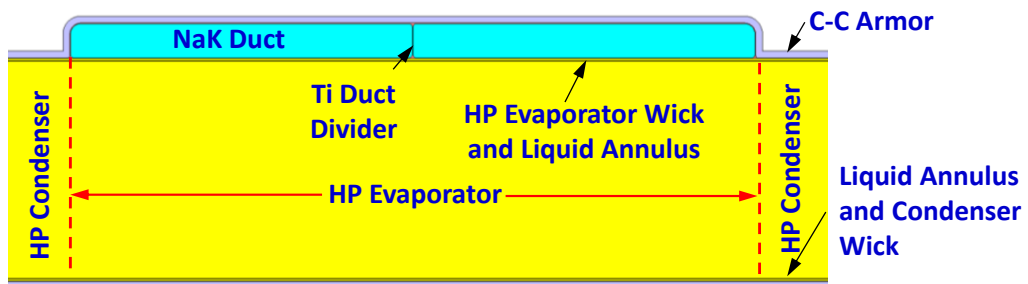 C-C Armor
NaK Duct
Ti Duct
Divider
HP Evaporator Wick
and Liquid Annulus
HP Condenser
HP Evaporator
HP Condenser
Liquid Annulus
and Condenser
Wick